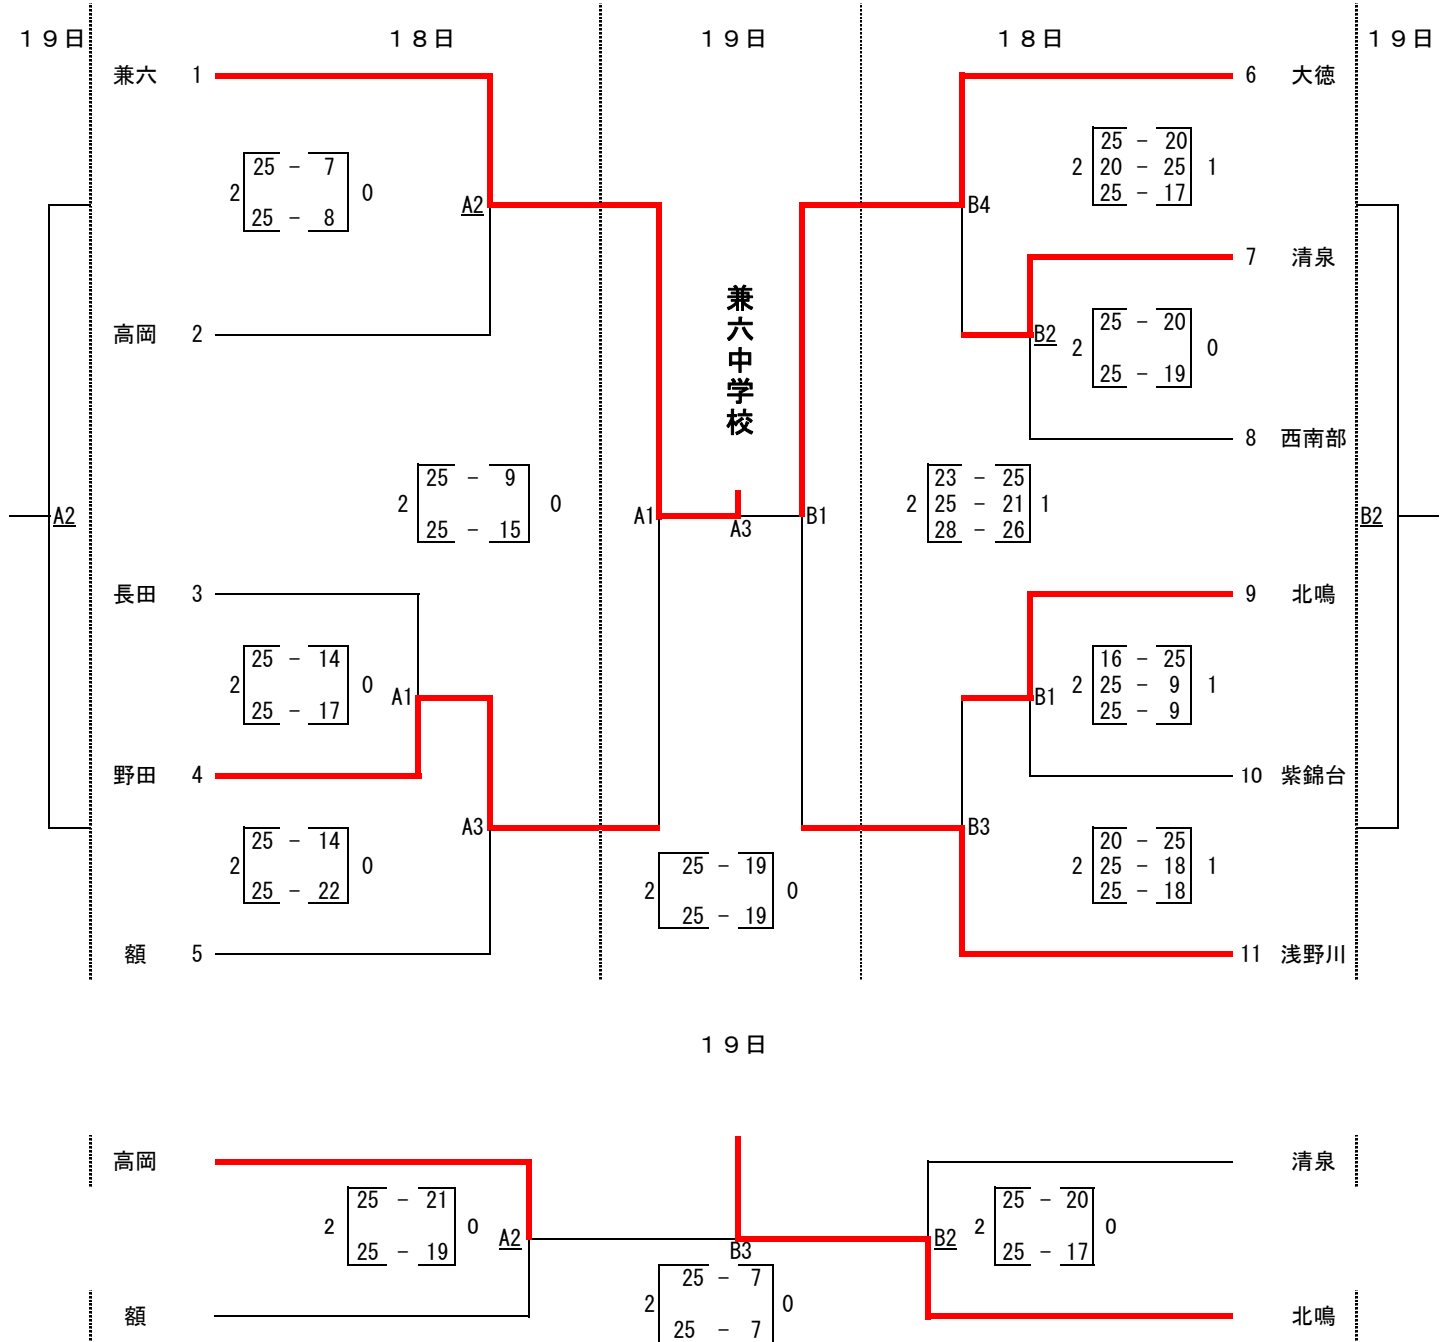 １９日 １８日 １９日 １８日 １９日
兼六 1 6 大徳
25 - 7
2 0
25 - 8
A2
25 - 20
2 20 - 25 1
25 - 17
B4
7 清泉
高岡 2
兼六中学校
25 - 20
B2 2 0
25 - 19
8 西南部
25 - 9
2 0
25 - 15
23 - 25
2 25 - 21 1
28 - 26
A2 A1 A3 B1 B2
長田 3 9 北鳴
25 - 14
2 0
25 - 17
A1
16 - 25
B1 2 25 - 9 1
25 - 9
野田 4 10 紫錦台
A3 B3
25 - 14
2 0
25 - 22
25 - 19
2 0
25 - 19
20 - 25
2 25 - 18 1
25 - 18
額 5 11 浅野川
１９日
高岡 清泉
25 - 21
2 0
25 - 19
A2
B3
25 - 20
B2 2 0
25 - 17
25 - 7
2 0
25 - 7
額 北鳴